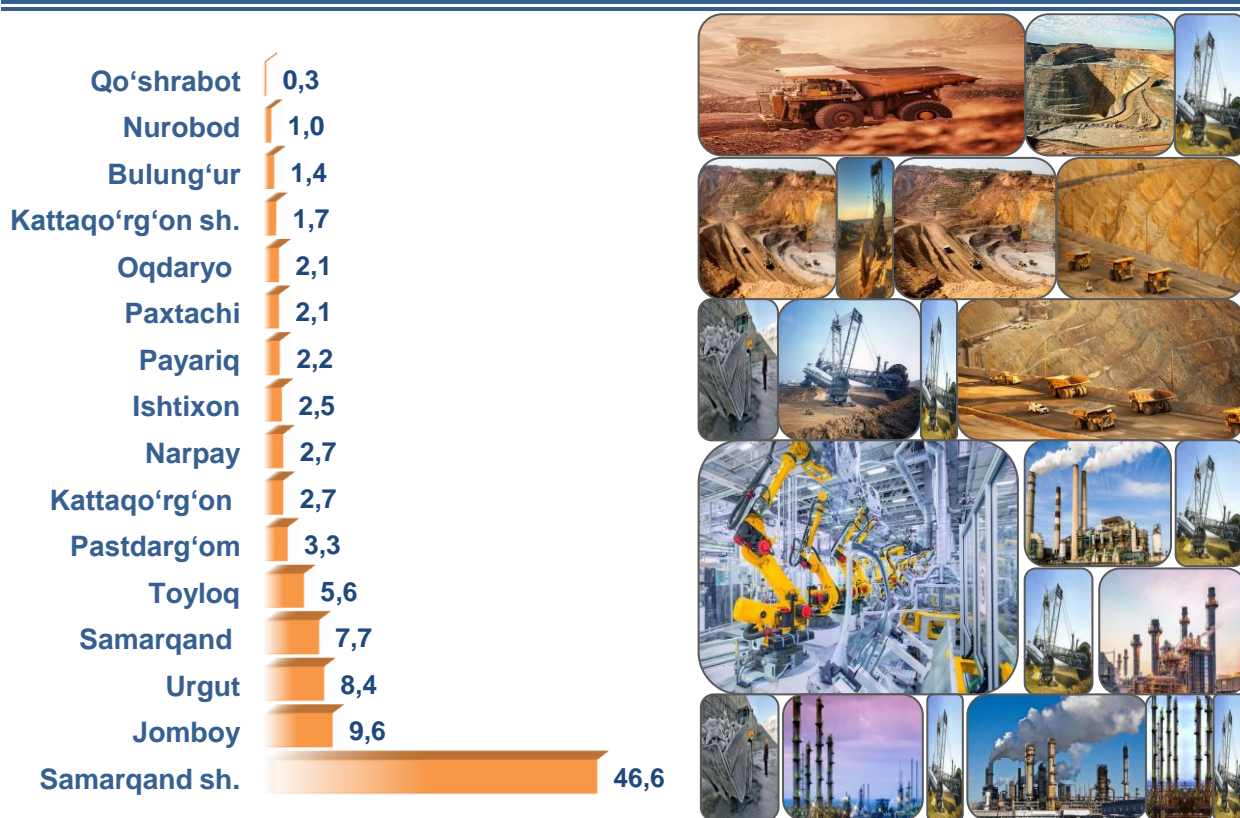 Qo‘shrabot 0,3
Nurobod 1,0
Bulung‘ur 1,4
Kattaqo‘rg‘on sh. 1,7
Oqdaryo 2,1
Paxtachi 2,1
Payariq 2,2
Ishtixon 2,5
Narpay 2,7
Kattaqo‘rg‘on 2,7
Pastdarg‘om 3,3
Toyloq 5,6
Samarqand 7,7
Urgut 8,4
Jomboy 9,6
Samarqand sh. 46,6